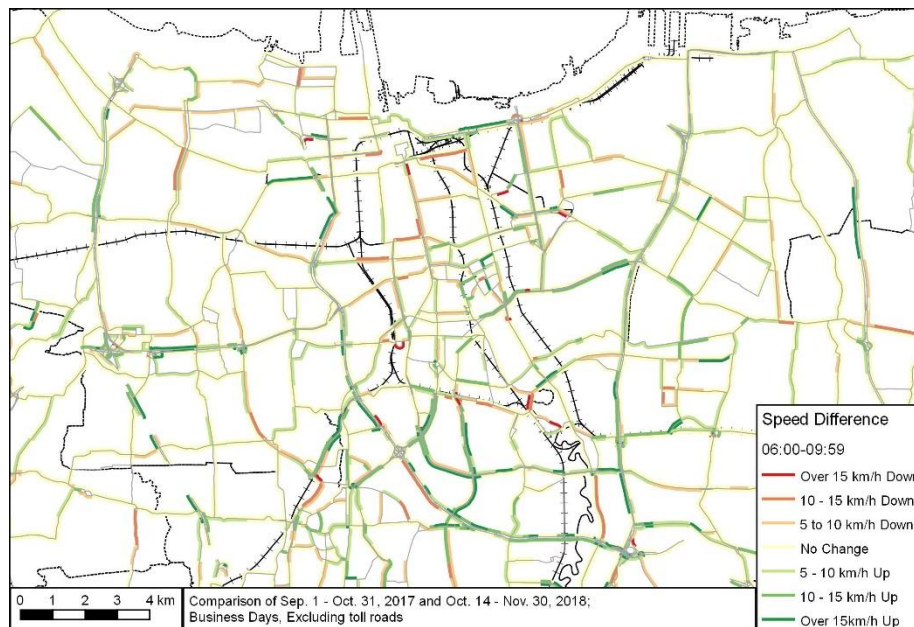 Speed Difference
06:00-09:59
Over 15 km/h Down
10 - 15 km/h Down
5 to 10 km/h Down
No Change
5 - 10 km/h Up
10 - 15 km/h Up
Over 15km/h Up
0 1 2 3 4 km
Comparison of Sep. 1 - Oct. 31, 2017 and Oct. 14 - Nov. 30, 2018;
Business Days, Excluding toll roads